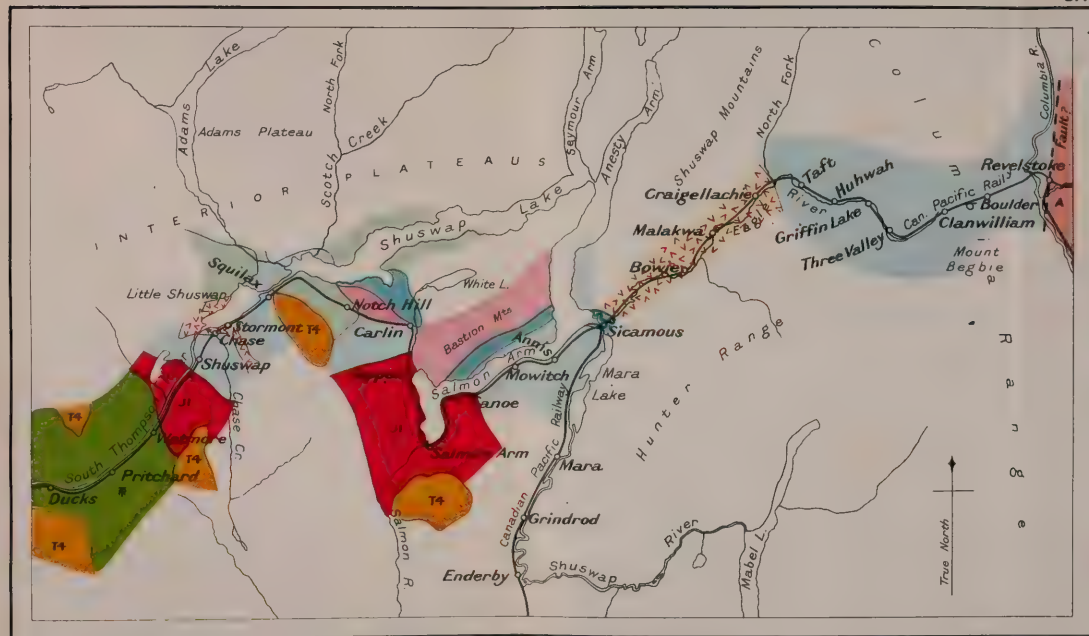 Adams Lake
Adams Plateau
North Fork
Scotch Creek
INTERIOR PLATEAUS
Seymour Arm
Anesty Arm
Shuswap Lake
Shuswap Mountains
North Fork
Columbia R.
Fault?
Revelstoke
A
Boulder
Clanwilliam
Can. Pacific Rail'y
Taft
Huhwah
Griffin Lake
Three Valley
Mount
Begbie
Craigellachie
Malakwa
Eagle River
Bowie
Sicamous
Squilax
Little Shuswap
Notch Hill
White L.
Carlin
T4
Bastion Mts
Stormont
Chase
Shuswap
Chase Cr.
Annis
Mowitch
Salmon Arm
Canoe
J1
Salmon Arm
T4
Salmon R.
Mara
Lake
Mara
Grindrod
Enderby
Canadian Pacific Railway
Hunter Range
Shuswap River
Mabel L.
Range
True North
J1
T4
South Thompson
T4
Pritchard
Ducks
T4